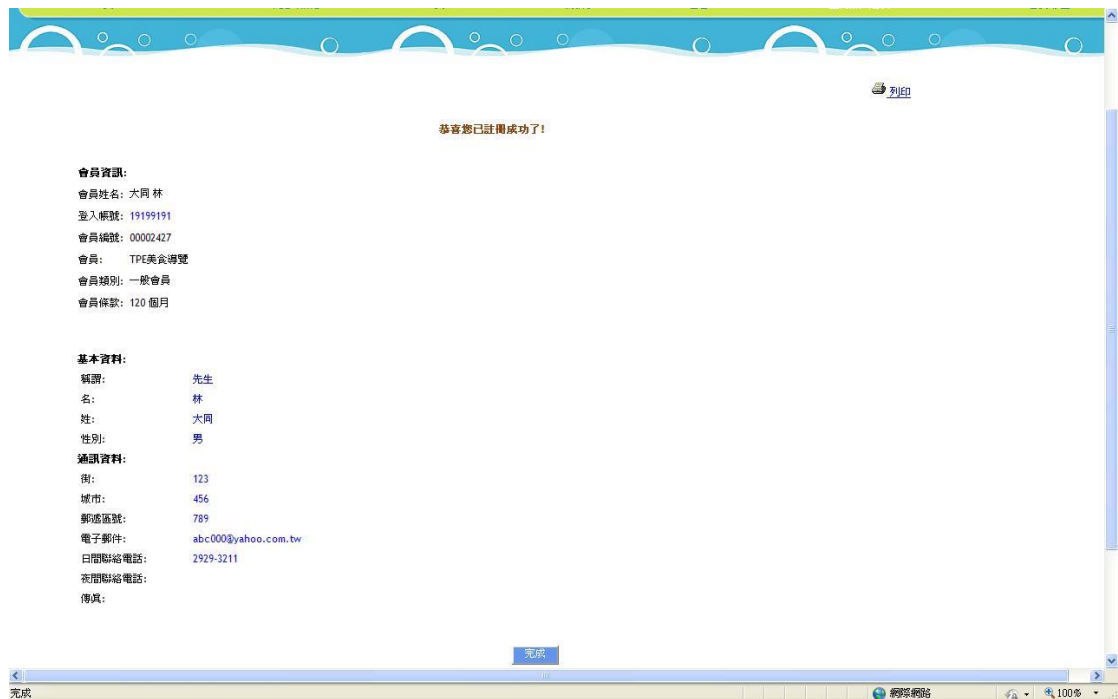 列印
恭喜您已註冊成功了!
會員資訊:
會員姓名: 大同 林
登入帳號: 19199191
會員編號: 00002427
會員: TPE美食導覽
會員類別: 一般會員
會員條款: 120 個月
基本資料:
稱謂: 先生
名: 林
姓: 大同
性別: 男
通訊資料:
街: 123
城市: 456
郵遞區號: 789
電子郵件: abc000@yahoo.com.tw
日間聯絡電話: 2929-3211
夜間聯絡電話:
傳真:
完成
完成 網際網路 100%